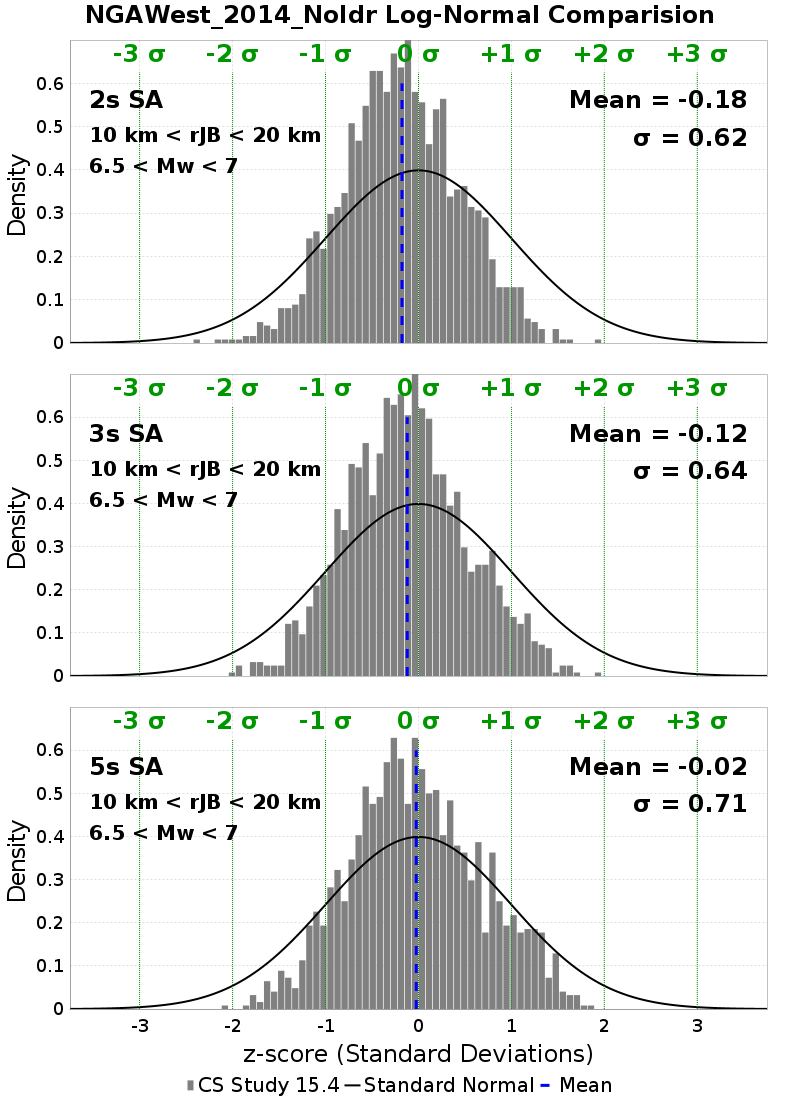 NGAWest_2014_NoIdr Log-Normal Comparision
-3 σ -2 σ -1 σ 0 σ +1 σ +2 σ +3 σ
2s SA Mean = -0.18
10 km < rJB < 20 km σ = 0.62
6.5 < Mw < 7
Density
0.6
0.5
0.4
0.3
0.2
0.1
0
-3 σ -2 σ -1 σ 0 σ +1 σ +2 σ +3 σ
3s SA Mean = -0.12
10 km < rJB < 20 km σ = 0.64
6.5 < Mw < 7
Density
0.6
0.5
0.4
0.3
0.2
0.1
0
-3 σ -2 σ -1 σ 0 σ +1 σ +2 σ +3 σ
5s SA Mean = -0.02
10 km < rJB < 20 km σ = 0.71
6.5 < Mw < 7
Density
0.6
0.5
0.4
0.3
0.2
0.1
0
-3 -2 -1 0 1 2 3
z-score (Standard Deviations)
CS Study 15.4 Standard Normal Mean